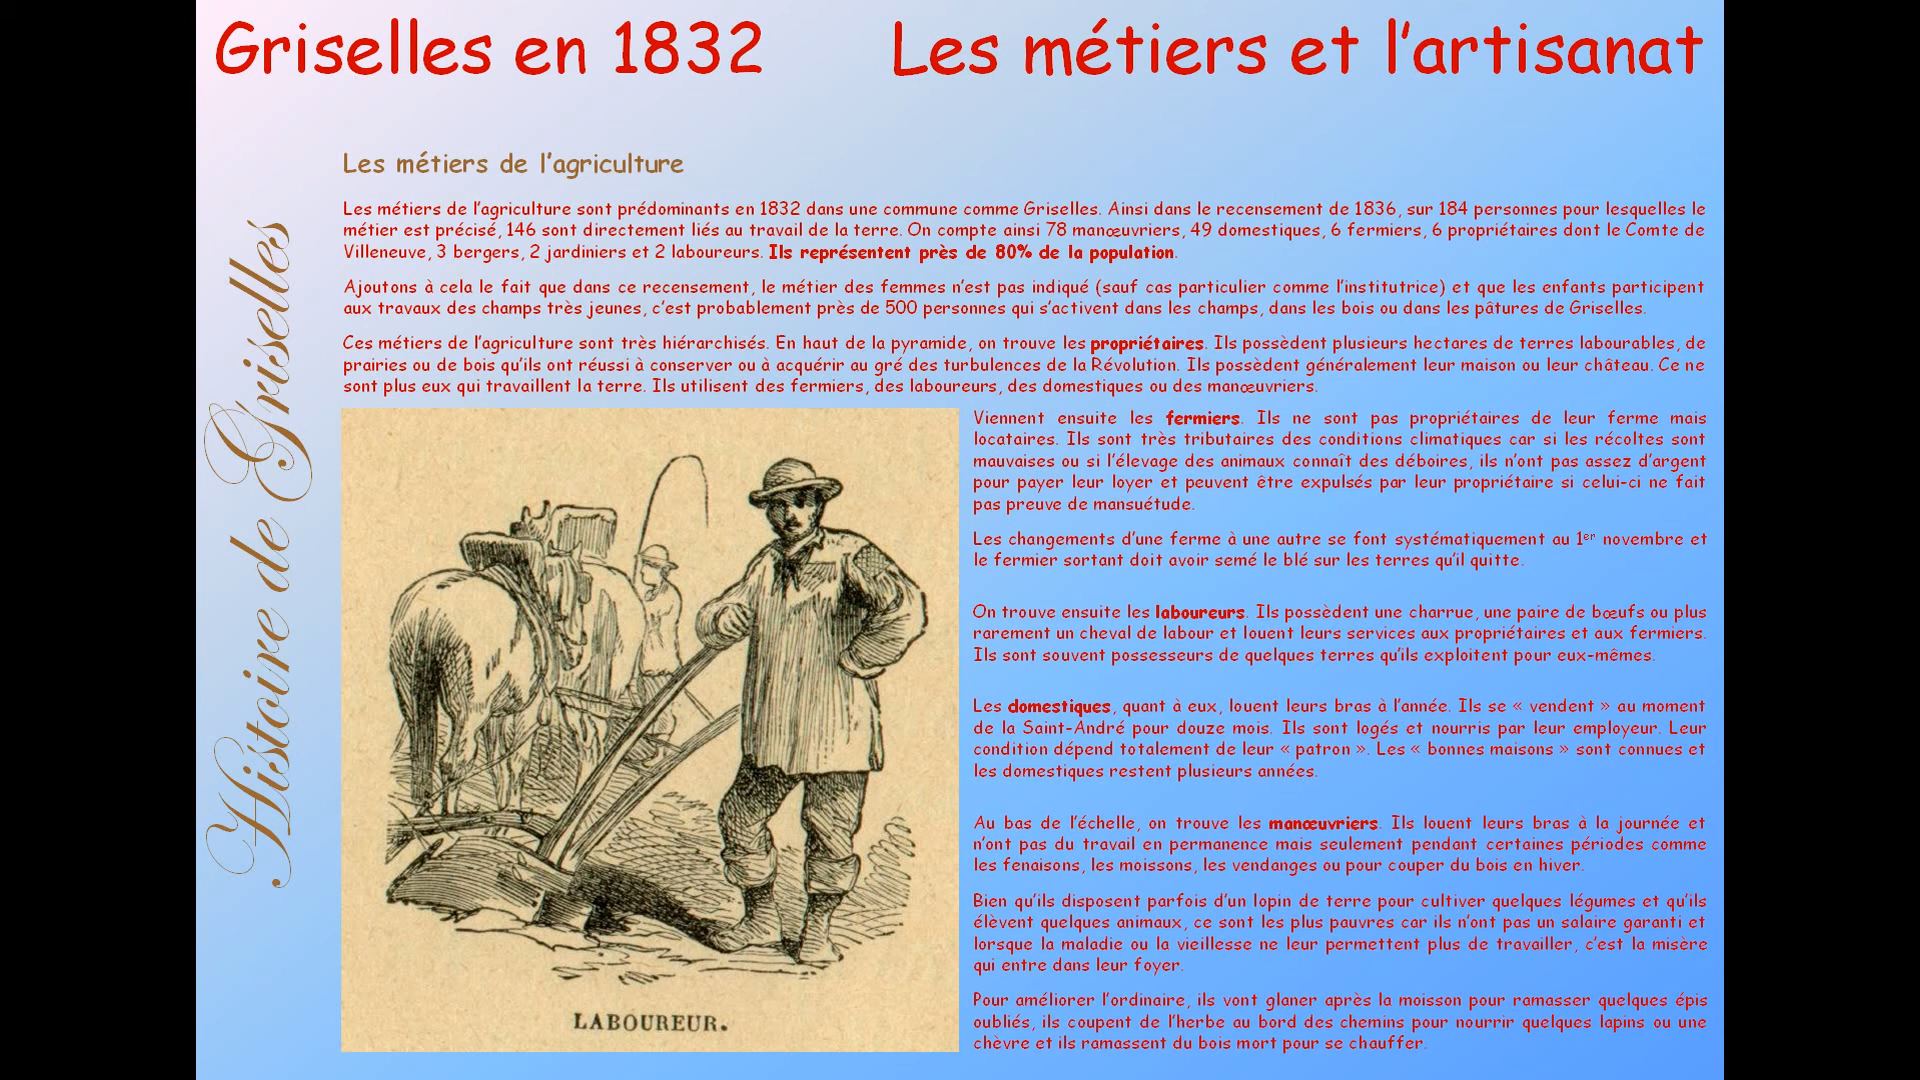 Griselles en 1832 Les métiers et l'artisanat
Histoire de Griselles
Les métiers de l'agriculture
Les métiers de l'agriculture sont prédominants en 1832 dans une commune comme Griselles. Ainsi dans le recensement de 1836, sur 184 personnes pour lesquelles le
métier est précisé, 146 sont directement liés au travail de la terre. On compte ainsi 78 manœuvriers, 49 domestiques, 6 fermiers, 6 propriétaires dont le Comte de
Villeneuve, 3 bergers, 2 jardiniers et 2 laboureurs. Ils représentent près de 80% de la population.
Ajoutons à cela le fait que dans ce recensement, le métier des femmes n'est pas indiqué (sauf cas particulier comme l'institutrice) et que les enfants participent
aux travaux des champs très jeunes, c'est probablement près de 500 personnes qui s'activent dans les champs, dans les bois ou dans les pâtures de Griselles.
Ces métiers de l'agriculture sont très hiérarchisés. En haut de la pyramide, on trouve les propriétaires. Ils possèdent plusieurs hectares de terres labourables, de
prairies ou de bois qu'ils ont réussi à conserver ou à acquérir au gré des turbulences de la Révolution. Ils possèdent généralement leur maison ou leur château. Ce ne
sont plus eux qui travaillent la terre. Ils utilisent des fermiers, des laboureurs, des domestiques ou des manœuvriers.
Viennent ensuite les fermiers. Ils ne sont pas propriétaires de leur ferme mais
locataires. Ils sont très tributaires des conditions climatiques car si les récoltes sont
mauvaises ou si l'élevage des animaux connaît des déboires, ils n'ont pas assez d'argent
pour payer leur loyer et peuvent être expulsés par leur propriétaire si celui-ci ne fait
pas preuve de mansuétude.
Les changements d'une ferme à une autre se font systématiquement au 1er novembre et
le fermier sortant doit avoir semé le blé sur les terres qu'il quitte.
On trouve ensuite les laboureurs. Ils possèdent une charrue, une paire de bœufs ou plus
rarement un cheval de labour et louent leurs services aux propriétaires et aux fermiers.
Ils sont souvent possesseurs de quelques terres qu'ils exploitent pour eux-mêmes.
Les domestiques, quant à eux, louent leurs bras à l'année. Ils se « vendent » au moment
de la Saint-André pour douze mois. Ils sont logés et nourris par leur employeur. Leur
condition dépend totalement de leur « patron ». Les « bonnes maisons » sont connues et
les domestiques restent plusieurs années.
Au bas de l'échelle, on trouve les manœuvriers. Ils louent leurs bras à la journée et
n'ont pas du travail en permanence mais seulement pendant certaines périodes comme
les fenaisons, les moissons, les vendanges ou pour couper du bois en hiver.
Bien qu'ils disposent parfois d'un lopin de terre pour cultiver quelques légumes et qu'ils
élèvent quelques animaux, ce sont les plus pauvres car ils n'ont pas un salaire garanti et
lorsque la maladie ou la vieillesse ne leur permettent plus de travailler, c'est la misère
qui entre dans leur foyer.
Pour améliorer l'ordinaire, ils vont glaner après la moisson pour ramasser quelques épis
oubliés, ils coupent de l'herbe au bord des chemins pour nourrir quelques lapins ou une
chèvre et ils ramassent du bois mort pour se chauffer.
LABOUREUR.